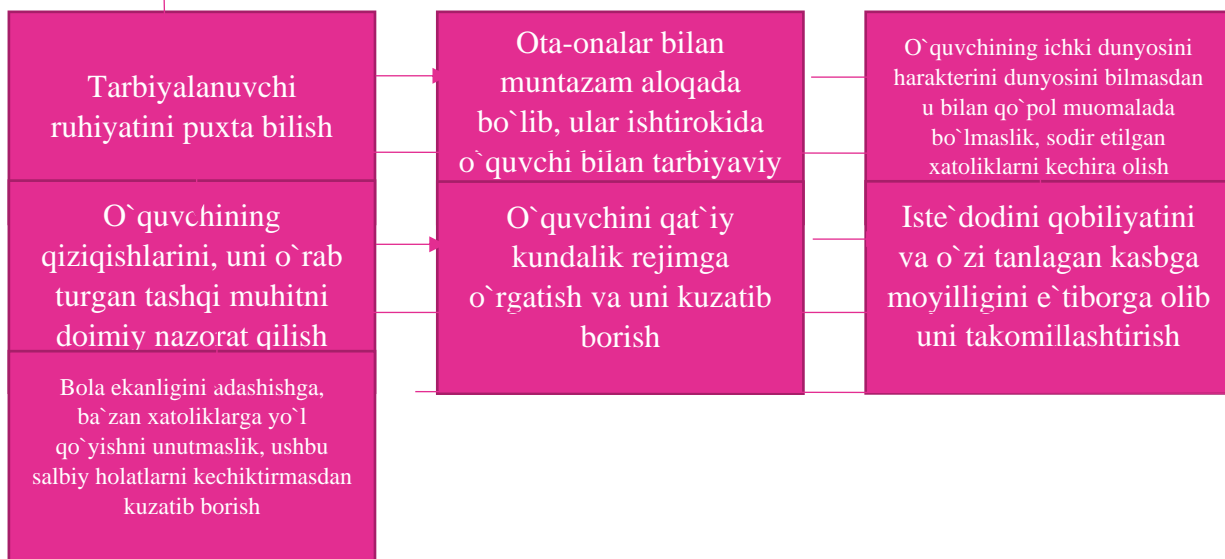 Tarbiyalanuvchi
ruhiyatini puxta bilish
Ota-onalar bilan
muntazam aloqada
bo`lib, ular ishtirokida
o`quvchi bilan tarbiyaviy
O`quvchining ichki dunyosini
harakterini dunyosini bilmasdan
u bilan qo`pol muomalada
bo`lmaslik, sodir etilgan
xatoliklarni kechira olish
O`quvchining
qiziqishlarini, uni o`rab
turgan tashqi muhitni
doimiy nazorat qilish
O`quvchini qat`iy
kundalik rejimga
o`rgatish va uni kuzatib
borish
Iste`dodini qobiliyatini
va o`zi tanlagan kasbga
moyilligini e`tiborga olib
uni takomillashtirish
Bola ekanligini adashishga,
ba`zan xatoliklarga yo`l
qo`yishni unutmaslik, ushbu
salbiy holatlarni kechiktirmasdan
kuzatib borish